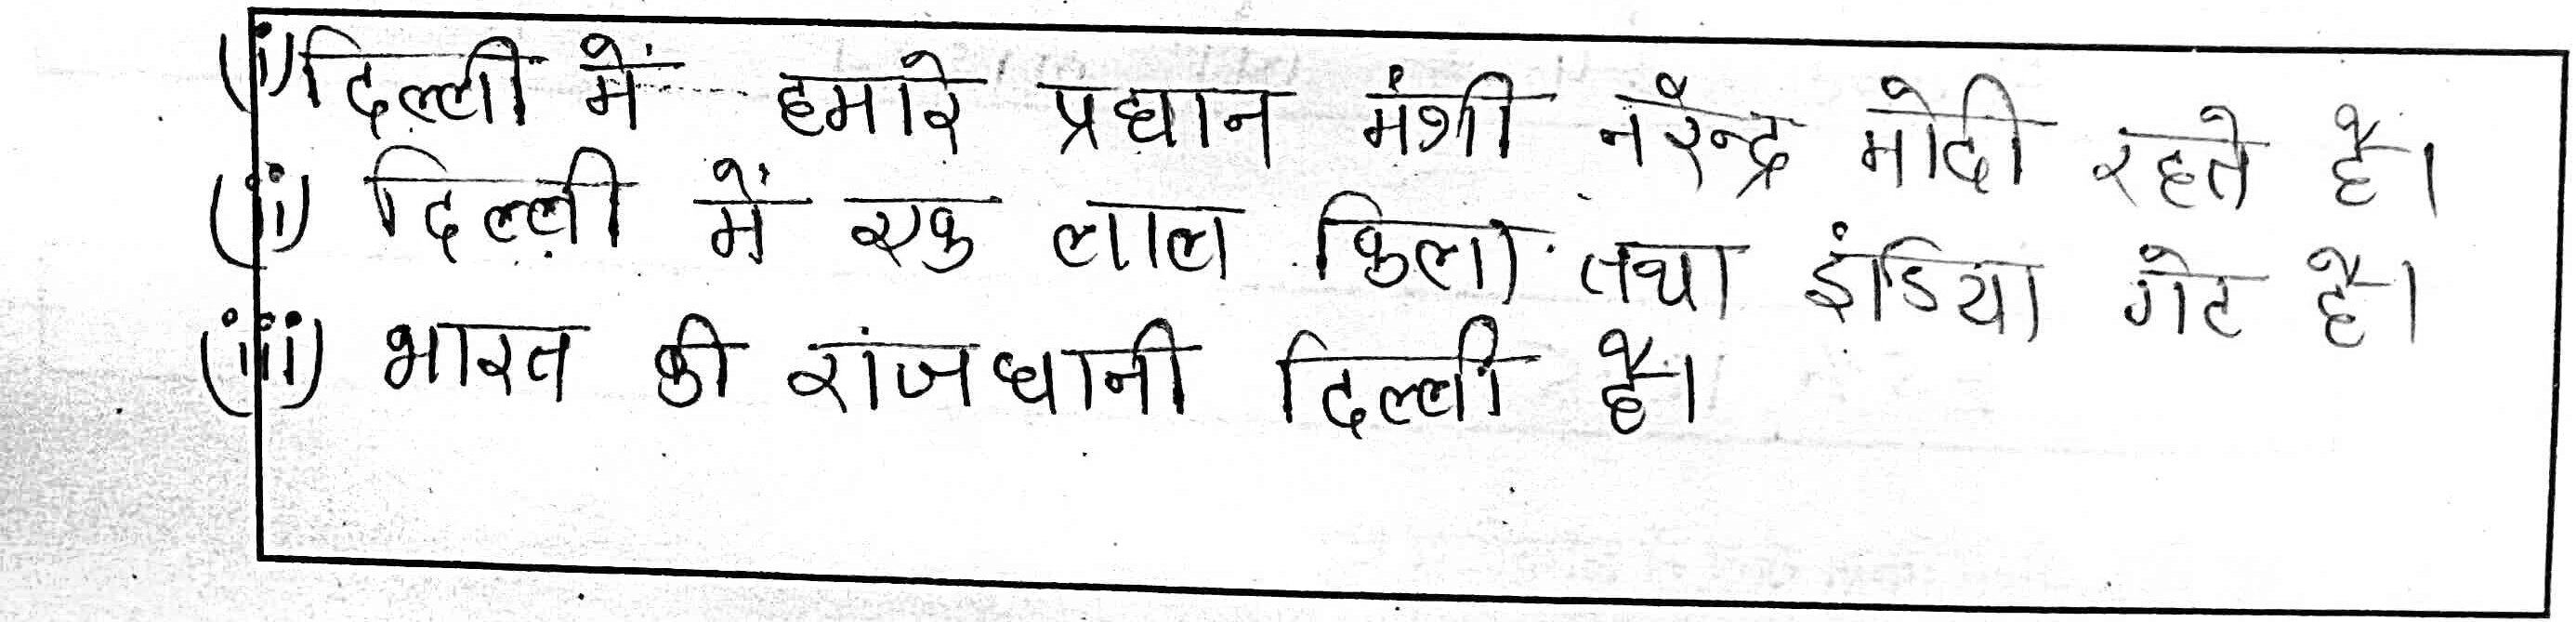 (i) दिल्ली में हमारे प्रधान मंत्री नरेन्द्र मोदी रहते है।
(ii) दिल्ली में एक लाल किला तथा इंडिया गेट है।
(iii) भारत की रांजधानी दिल्ली है।